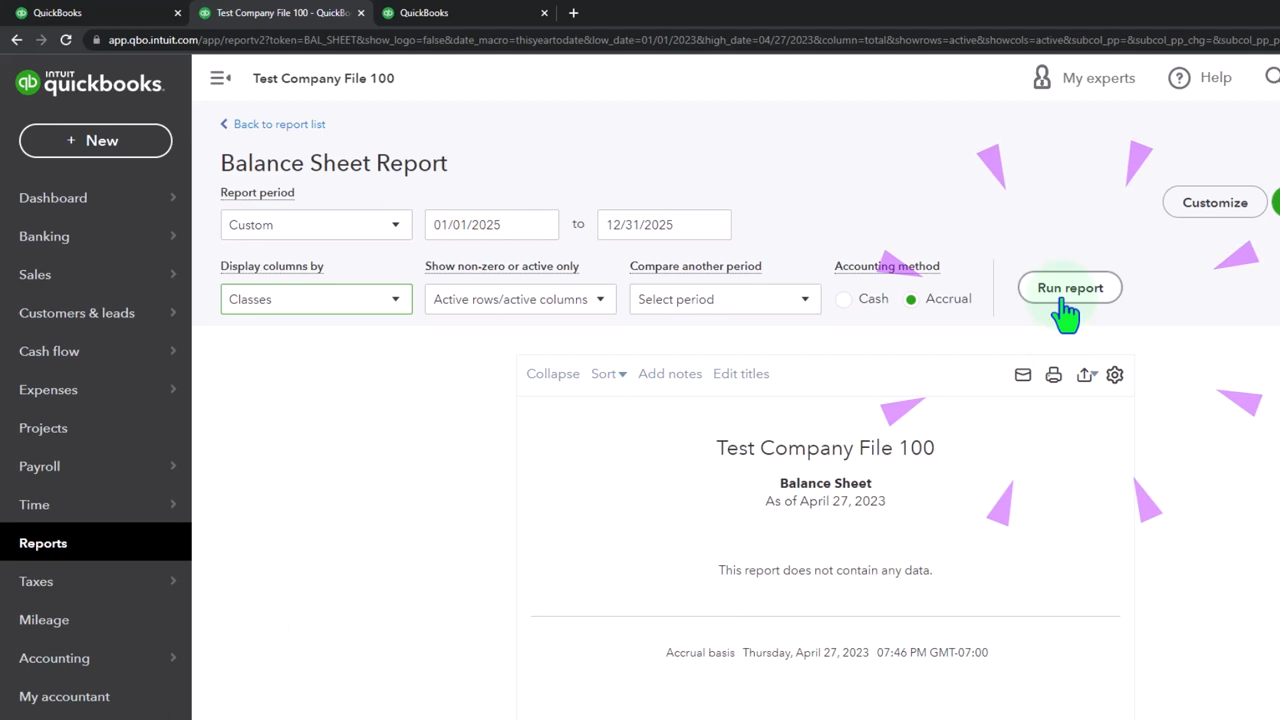 QuickBooks
Test Company File 100 - QuickBo
QuickBooks
app.qbo.intuit.com/app/reportv2?token=BAL_SHEET&show_logo=false&date_macro=thisyeartodate&low_date=01/01/2023&high_date=04/27/2023&column=total&showrows=active&showcols=active&subcol_pp=&subcol_pp_chg=&subcol_pp_p
INTUIT
quickbooks.
Test Company File 100
My experts
Help
+ New
Dashboard
Banking
Sales
Customers & leads
Cash flow
Expenses
Projects
Payroll
Time
Reports
Taxes
Mileage
Accounting
My accountant
Back to report list
Balance Sheet Report
Report period
Custom 01/01/2025 to 12/31/2025
Customize
Display columns by Show non-zero or active only Compare another period Accounting method
Classes Active rows/active columns Select period Cash Accrual
Run report
Collapse Sort Add notes Edit titles
Test Company File 100
Balance Sheet
As of April 27, 2023
This report does not contain any data.
Accrual basis Thursday, April 27, 2023 07:46 PM GMT-07:00